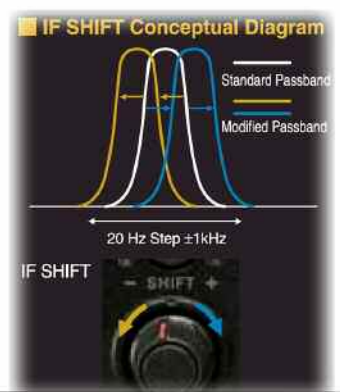 IF SHIFT Conceptual Diagram
Standard Passband
Modified Passband
20 Hz Step ±1kHz
IF SHIFT
− SHIFT +